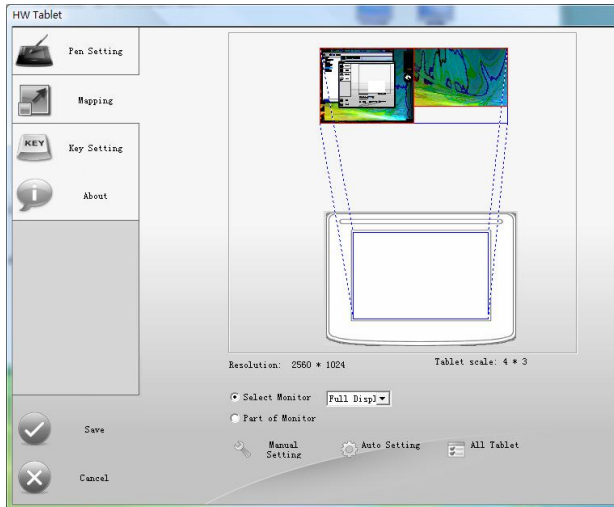 HW Tablet
Pen Setting
Mapping
KEY
Key Setting
About
Save
Cancel
Resolution: 2560 * 1024
Tablet scale: 4 * 3
Select Monitor
Full Displ
Part of Monitor
Manual
Setting
Auto Setting
All Tablet